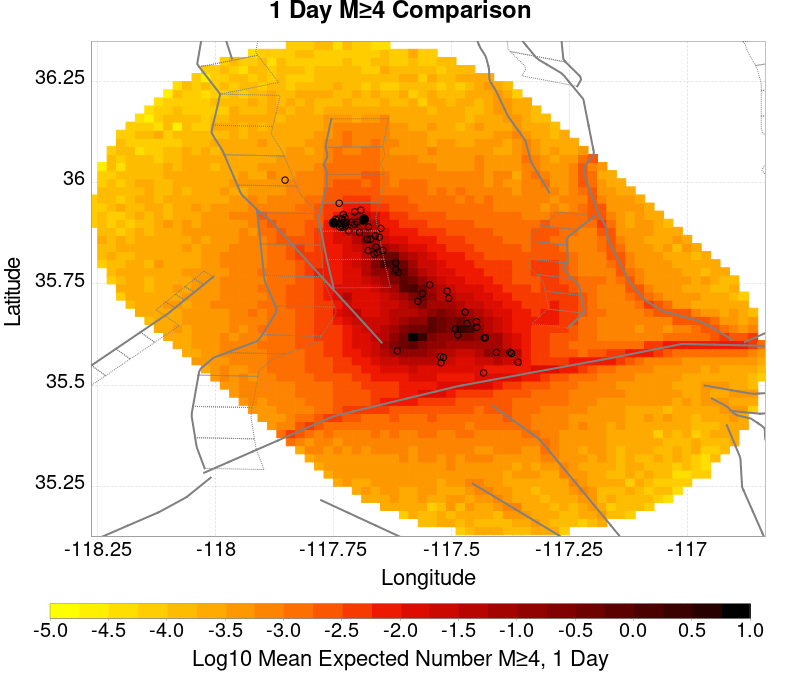 1 Day M≥4 Comparison
36.25
36
35.75
35.5
35.25
Latitude
-118.25 -118 -117.75 -117.5 -117.25 -117
Longitude
-5.0 -4.5 -4.0 -3.5 -3.0 -2.5 -2.0 -1.5 -1.0 -0.5 0.0 0.5 1.0
Log10 Mean Expected Number M≥4, 1 Day